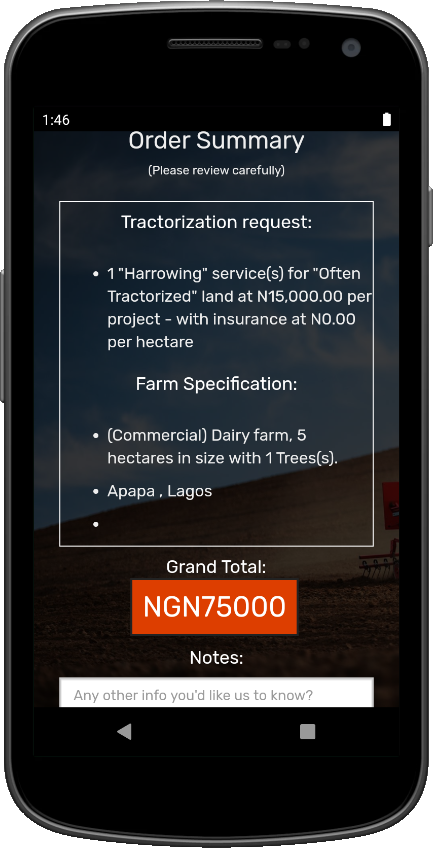 1:46
Order Summary
(Please review carefully)
Tractorization request:
• 1 "Harrowing" service(s) for "Often
Tractorized" land at N15,000.00 per
project - with insurance at N0.00
per hectare
Farm Specification:
• (Commercial) Dairy farm, 5
hectares in size with 1 Trees(s).
• Apapa , Lagos
•
Grand Total:
NGN75000
Notes:
Any other info you'd like us to know?